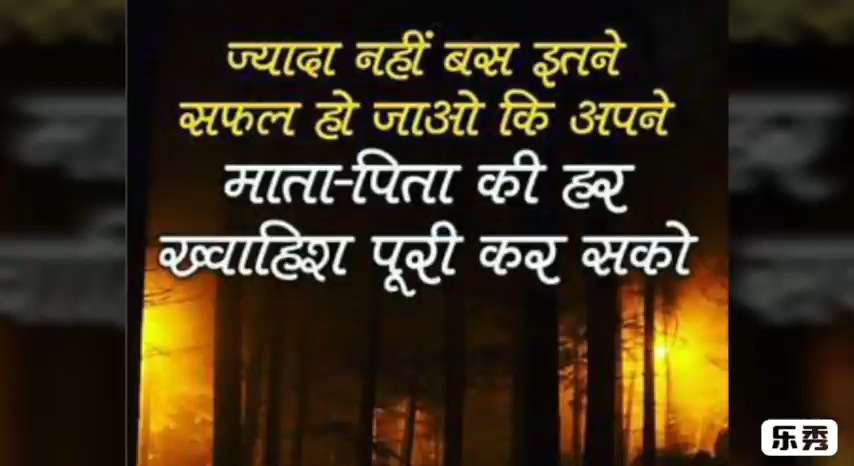 ज्यादा नहीं बस इतने
सफल हो जाओ कि अपने
माता-पिता की हर
ख्वाहिश पूरी कर सको
乐秀